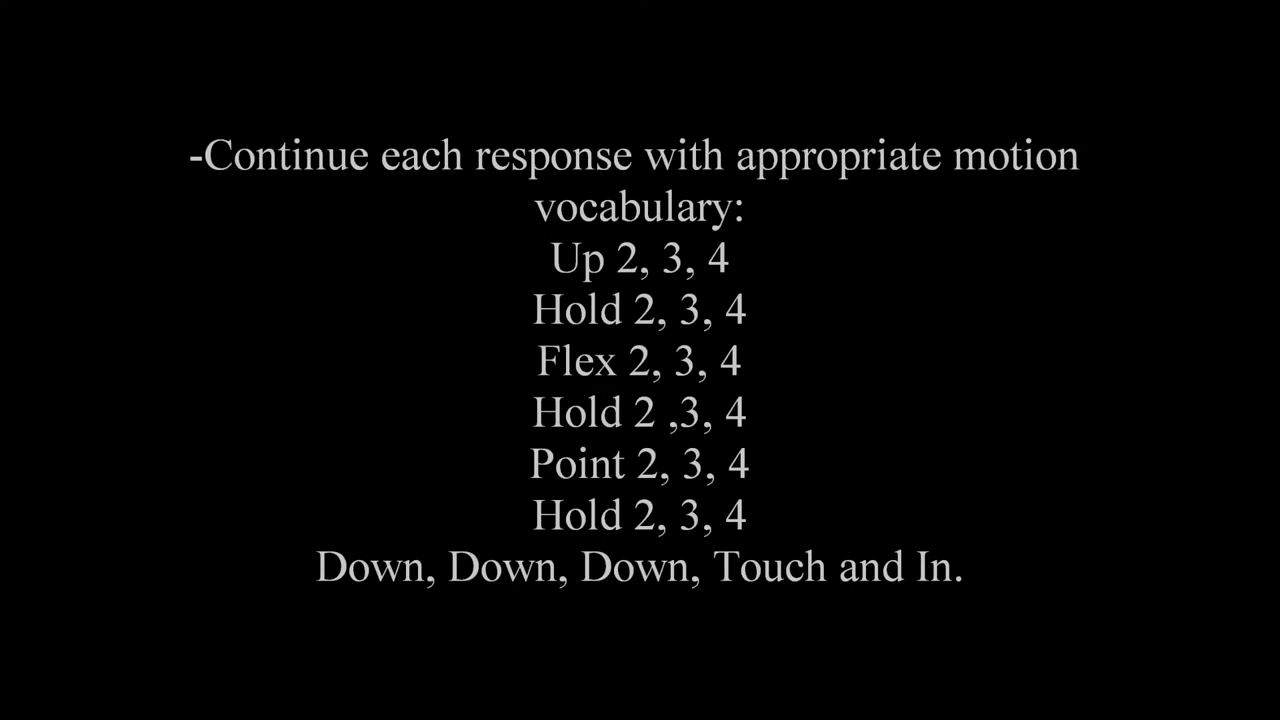 -Continue each response with appropriate motion
vocabulary:
Up 2, 3, 4
Hold 2, 3, 4
Flex 2, 3, 4
Hold 2 ,3, 4
Point 2, 3, 4
Hold 2, 3, 4
Down, Down, Down, Touch and In.